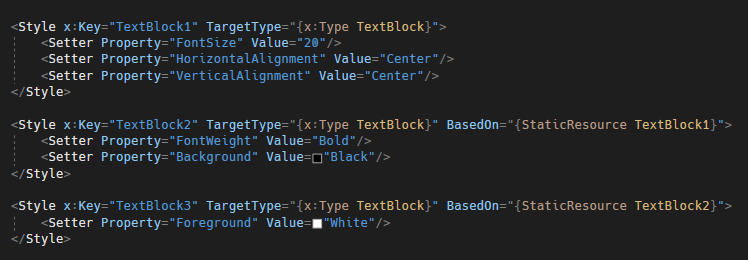 <Style x:Key="TextBlock1" TargetType="{x:Type TextBlock}">
    <Setter Property="FontSize" Value="20"/>
    <Setter Property="HorizontalAlignment" Value="Center"/>
    <Setter Property="VerticalAlignment" Value="Center"/>
</Style>

<Style x:Key="TextBlock2" TargetType="{x:Type TextBlock}" BasedOn="{StaticResource TextBlock1}">
    <Setter Property="FontWeight" Value="Bold"/>
    <Setter Property="Background" Value="Black"/>
</Style>

<Style x:Key="TextBlock3" TargetType="{x:Type TextBlock}" BasedOn="{StaticResource TextBlock2}">
    <Setter Property="Foreground" Value="White"/>
</Style>